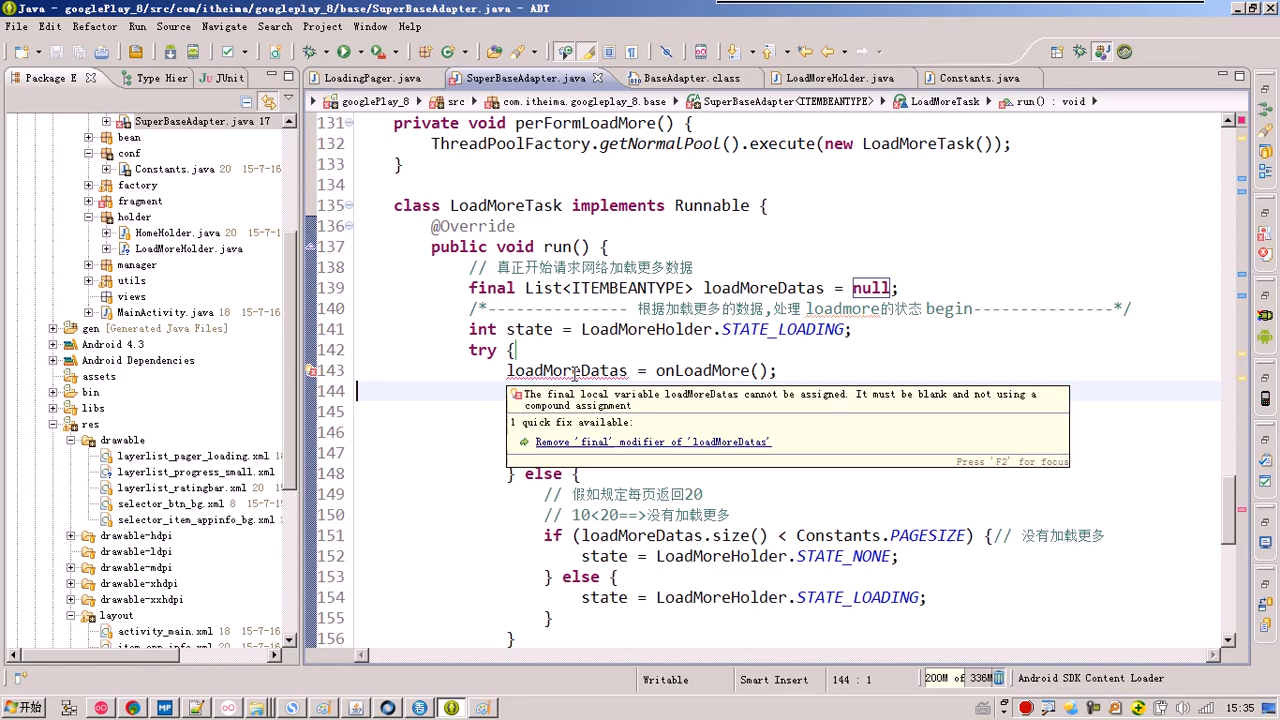 Java - googlePlay_8/src/com/itheima/googleplay_8/base/SuperBaseAdapter.java - ADT
File Edit Refactor Run Source Navigate Search Project Window Help
Package E Type Hier JUnit
LoadingPager.java SuperBaseAdapter.java BaseAdapter.class LoadMoreHolder.java Constants.java
googlePlay_8 src com.itheima.googleplay_8.base SuperBaseAdapter<ITEMBEANTYPE> LoadMoreTask run() : void
SuperBaseAdapter.java 17
bean
conf
Constants.java 20 15-7-16
factory
fragment
holder
HomeHolder.java 20 15-7-1
LoadMoreHolder.java
manager
utils
views
MainActivity.java 18 15-7-1
gen [Generated Java Files]
Android 4.3
Android Dependencies
assets
bin
libs
res
drawable
layerlist_pager_loading.xml
layerlist_progress_small.xml
layerlist_ratingbar.xml 20
selector_btn_bg.xml 8 15-7
selector_item_appinfo_bg.xml
drawable-hdpi
drawable-ldpi
drawable-mdpi
drawable-xhdpi
drawable-xxhdpi
layout
activity_main.xml 18 15-7
131 private void perFormLoadMore() {
132 ThreadPoolFactory.getNormalPool().execute(new LoadMoreTask());
133 }
134
135 class LoadMoreTask implements Runnable {
136 @Override
137 public void run() {
138 // 真正开始请求网络加载更多数据
139 final List<ITEMBEANTYPE> loadMoreDatas = null;
140 /*--------------- 根据加载更多的数据,处理 loadmore的状态 begin---------------*/
141 int state = LoadMoreHolder.STATE_LOADING;
142 try {
143 loadMoreDatas = onLoadMore();
144
The final local variable loadMoreDatas cannot be assigned. It must be blank and not using a
compound assignment
1 quick fix available:
Remove 'final' modifier of 'loadMoreDatas'
Press 'F2' for focus
145
146
147
148 } else {
149 // 假如规定每页返回20
150 // 10<20==>没有加载更多
151 if (loadMoreDatas.size() < Constants.PAGESIZE) {// 没有加载更多
152 state = LoadMoreHolder.STATE_NONE;
153 } else {
154 state = LoadMoreHolder.STATE_LOADING;
155 }
156 }
Writable Smart Insert 144 : 1 200M of 336M Android SDK Content Loader
开始 15:35